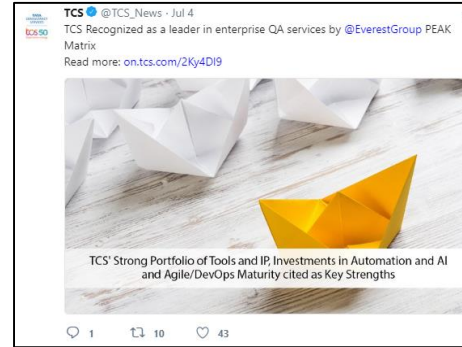 TCS @TCS_News · Jul 4
TCS Recognized as a leader in enterprise QA services by @EverestGroup PEAK
Matrix
Read more: on.tcs.com/2Ky4DI9
TCS' Strong Portfolio of Tools and IP, Investments in Automation and AI
and Agile/DevOps Maturity cited as Key Strengths
1 10 43